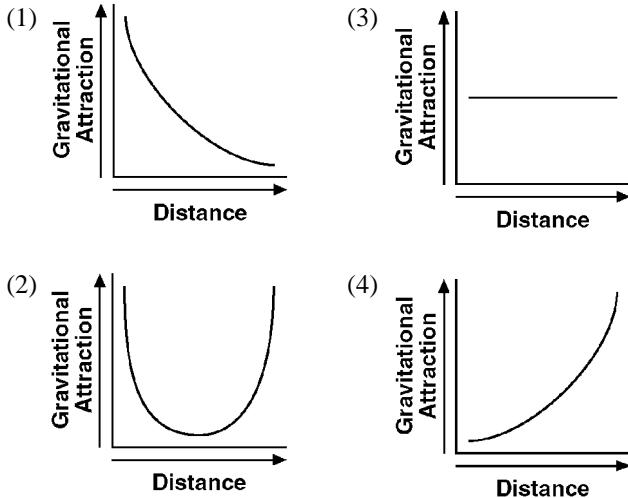 (1)
Gravitational
Attraction
Distance
(3)
Gravitational
Attraction
Distance
(2)
Gravitational
Attraction
Distance
(4)
Gravitational
Attraction
Distance